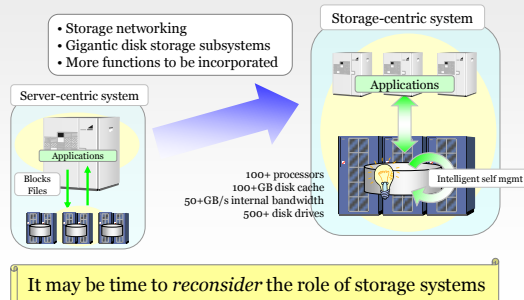 • Storage networking
• Gigantic disk storage subsystems
• More functions to be incorporated
Storage-centric system
Applications
Server-centric system
Applications
Blocks
Files
100+ processors
100+GB disk cache
50+GB/s internal bandwidth
500+ disk drives
Intelligent self mgmt
It may be time to reconsider the role of storage systems